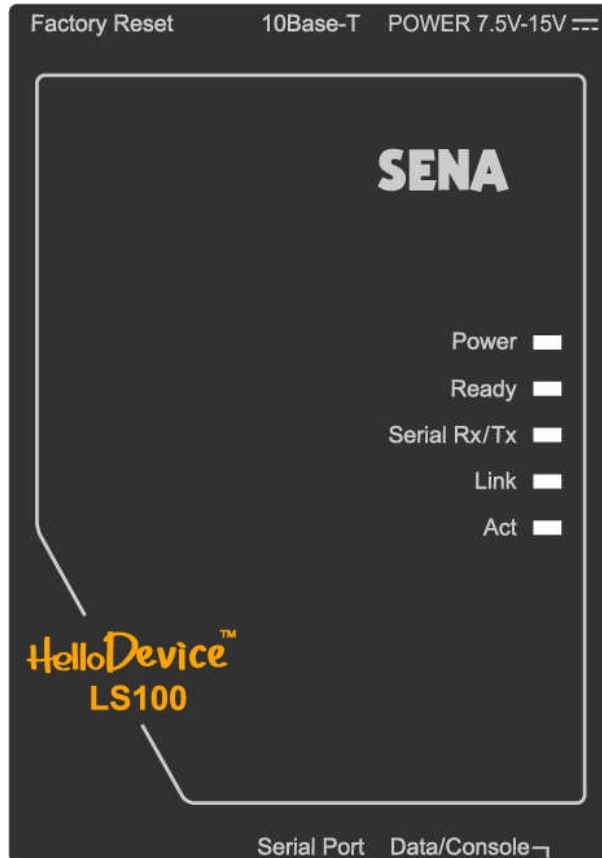 Factory Reset 10Base-T POWER 7.5V-15V
SENA
Power
Ready
Serial Rx/Tx
Link
Act
HelloDevice™
LS100
Serial Port Data/Console